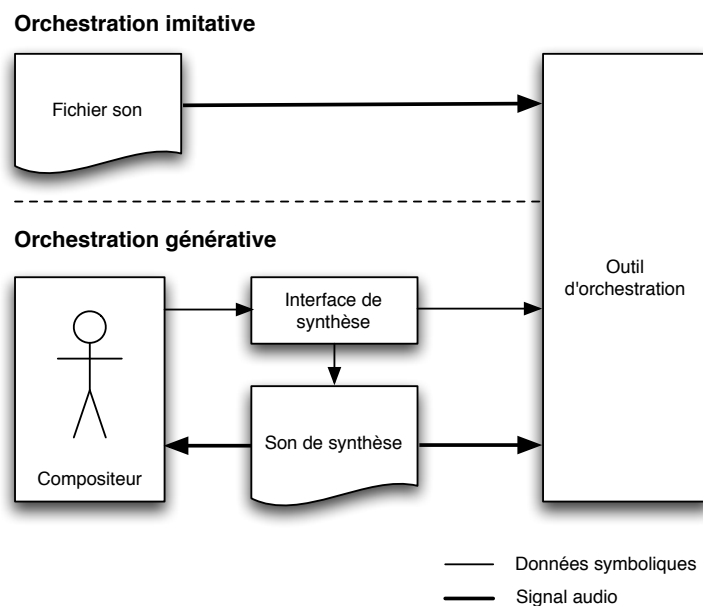 Orchestration imitative
Fichier son
Orchestration générative
Interface de
synthèse
Outil
d'orchestration
Son de synthèse
Compositeur
Données symboliques
Signal audio